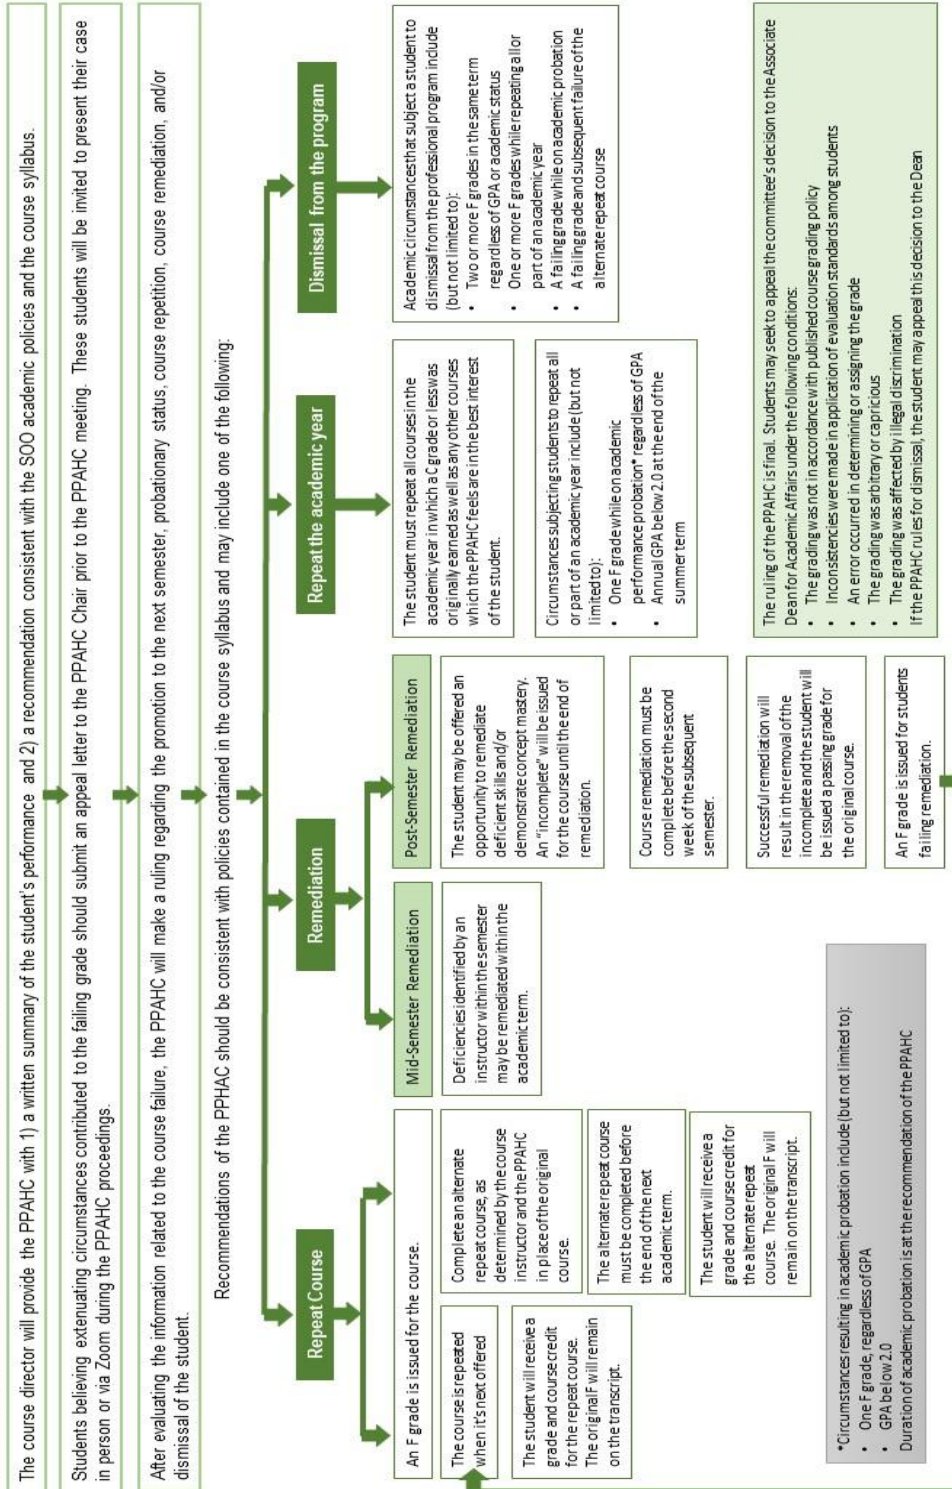 The course director will provide the PPAHC with 1) a written summary of the student's performance and 2) a recommendation consistent with the SOO academic policies and the course syllabus.
Students believing extenuating circumstances contributed to the failing grade should submit an appeal letter to the PPAHC Chair prior to the PPAHC meeting. These students will be invited to present their case
in person or via Zoom during the PPAHC proceedings.
After evaluating the information related to the course failure, the PPAHC will make a ruling regarding the promotion to the next semester, probationary status, course repetition, course remediation, and/or
dismissal of the student.
Recommendations of the PPHAC should be consistent with policies contained in the course syllabus and may include one of the following:
Repeat Course
An F grade is issued for the course.
The course is repeated
when it's next offered
The student will receive a
grade and course credit
for the repeat course.
The original F will remain
on the transcript.
Complete an alternate
repeat course, as
determined by the course
instructor and the PPAHC
in place of the original
course.
The alternate repeat course
must be completed before
the end of the next
academic term.
The student will receive a
grade and course credit for
the alternate repeat
course. The original F will
remain on the transcript.
Remediation
Mid-Semester Remediation
Deficiencies identified by an
instructor within the semester
may be remediated within the
academic term.
Post-Semester Remediation
The student may be offered an
opportunity to remediate
deficient skills and/or
demonstrate concept mastery.
An "incomplete" will be issued
for the course until the end of
remediation.
Course remediation must be
complete before the second
week of the subsequent
semester.
Successful remediation will
result in the removal of the
incomplete and the student will
be issued a passing grade for
the original course.
An F grade is issued for students
failing remediation.
Repeat the academic year
The student must repeat all courses in the
academic year in which a C grade or less was
originally earned as well as any other courses
which the PPAHC feels are in the best interest
of the student.
Circumstances subjecting students to repeat all
or part of an academic year include (but not
limited to):
• One F grade while on academic
performance probation* regardless of GPA
• Annual GPA below 2.0 at the end of the
summer term
Dismissal from the program
Academic circumstances that subject a student to
dismissal from the professional program include
(but not limited to):
• Two or more F grades in the same term
regardless of GPA or academic status
• One or more F grades while repeating all or
part of an academic year
• A failing grade while on academic probation
• A failing grade and subsequent failure of the
alternate repeat course
*Circumstances resulting in academic probation include (but not limited to):
• One F grade, regardless of GPA
• GPA below 2.0
Duration of academic probation is at the recommendation of the PPAHC
The ruling of the PPAHC is final. Students may seek to appeal the committee's decision to the Associate
Dean for Academic Affairs under the following conditions:
• The grading was not in accordance with published course grading policy
• Inconsistencies were made in application of evaluation standards among students
• An error occurred in determining or assigning the grade
• The grading was arbitrary or capricious
• The grading was affected by illegal discrimination
If the PPAHC rules for dismissal, the student may appeal this decision to the Dean